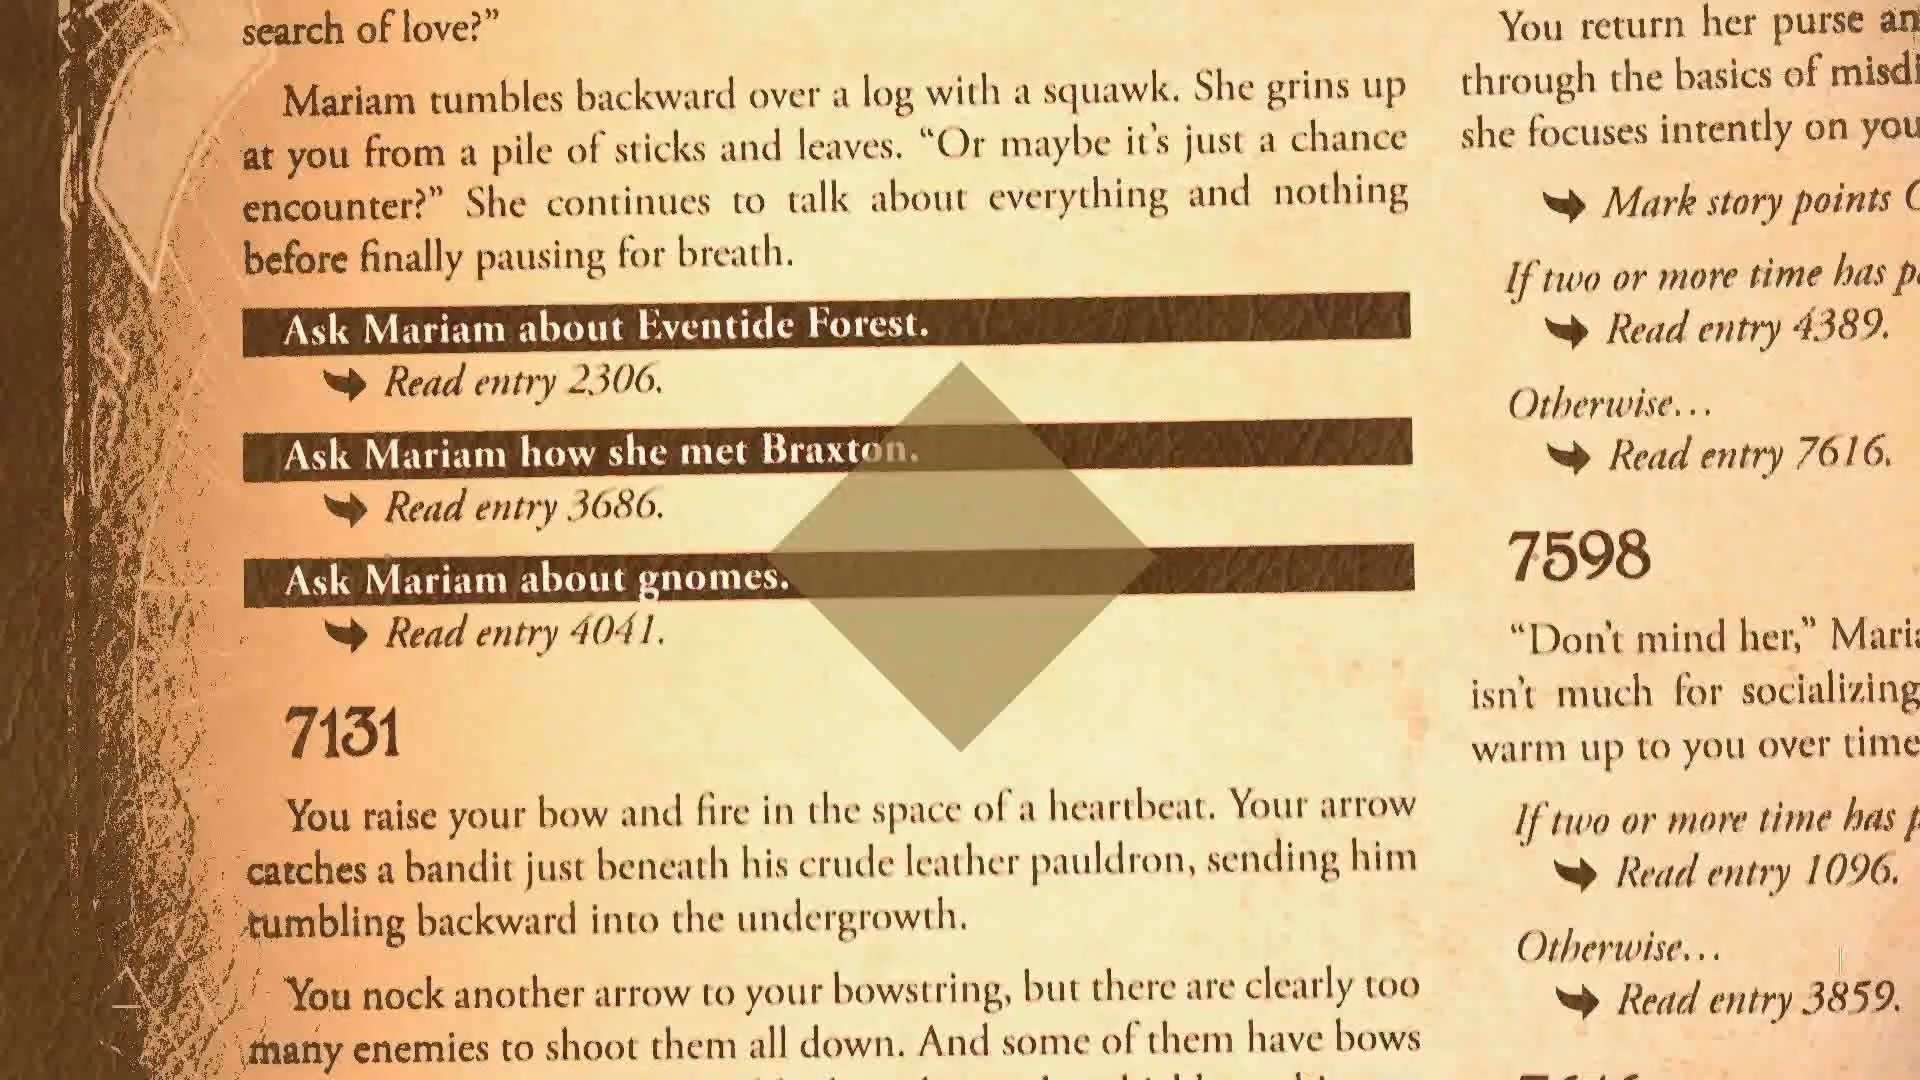 search of love?”
Mariam tumbles backward over a log with a squawk. She grins up
at you from a pile of sticks and leaves. “Or maybe it’s just a chance
encounter?” She continues to talk about everything and nothing
before finally pausing for breath.
Ask Mariam about Eventide Forest.
Read entry 2306.
Ask Mariam how she met Braxton.
Read entry 3686.
Ask Mariam about gnomes.
Read entry 4041.
7131
You raise your bow and fire in the space of a heartbeat. Your arrow
catches a bandit just beneath his crude leather pauldron, sending him
tumbling backward into the undergrowth.
You nock another arrow to your bowstring, but there are clearly too
many enemies to shoot them all down. And some of them have bows
You return her purse
through the basics of
she focuses intently on
Mark story points
If two or more time has
Read entry 4389.
Otherwise...
Read entry 7616.
7598
“Don’t mind her,”
isn’t much for socializing
warm up to you over time
If two or more time has
Read entry 1096.
Otherwise...
Read entry 3859.